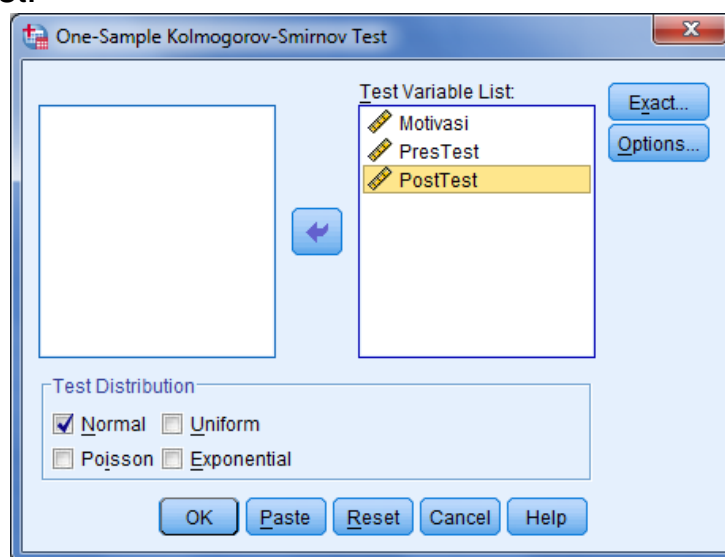 One-Sample Kolmogorov-Smirnov Test
Test Variable List:
Motivasi
PresTest
PostTest
Exact...
Options...
Test Distribution
Normal Uniform
Poisson Exponential
OK Paste Reset Cancel Help